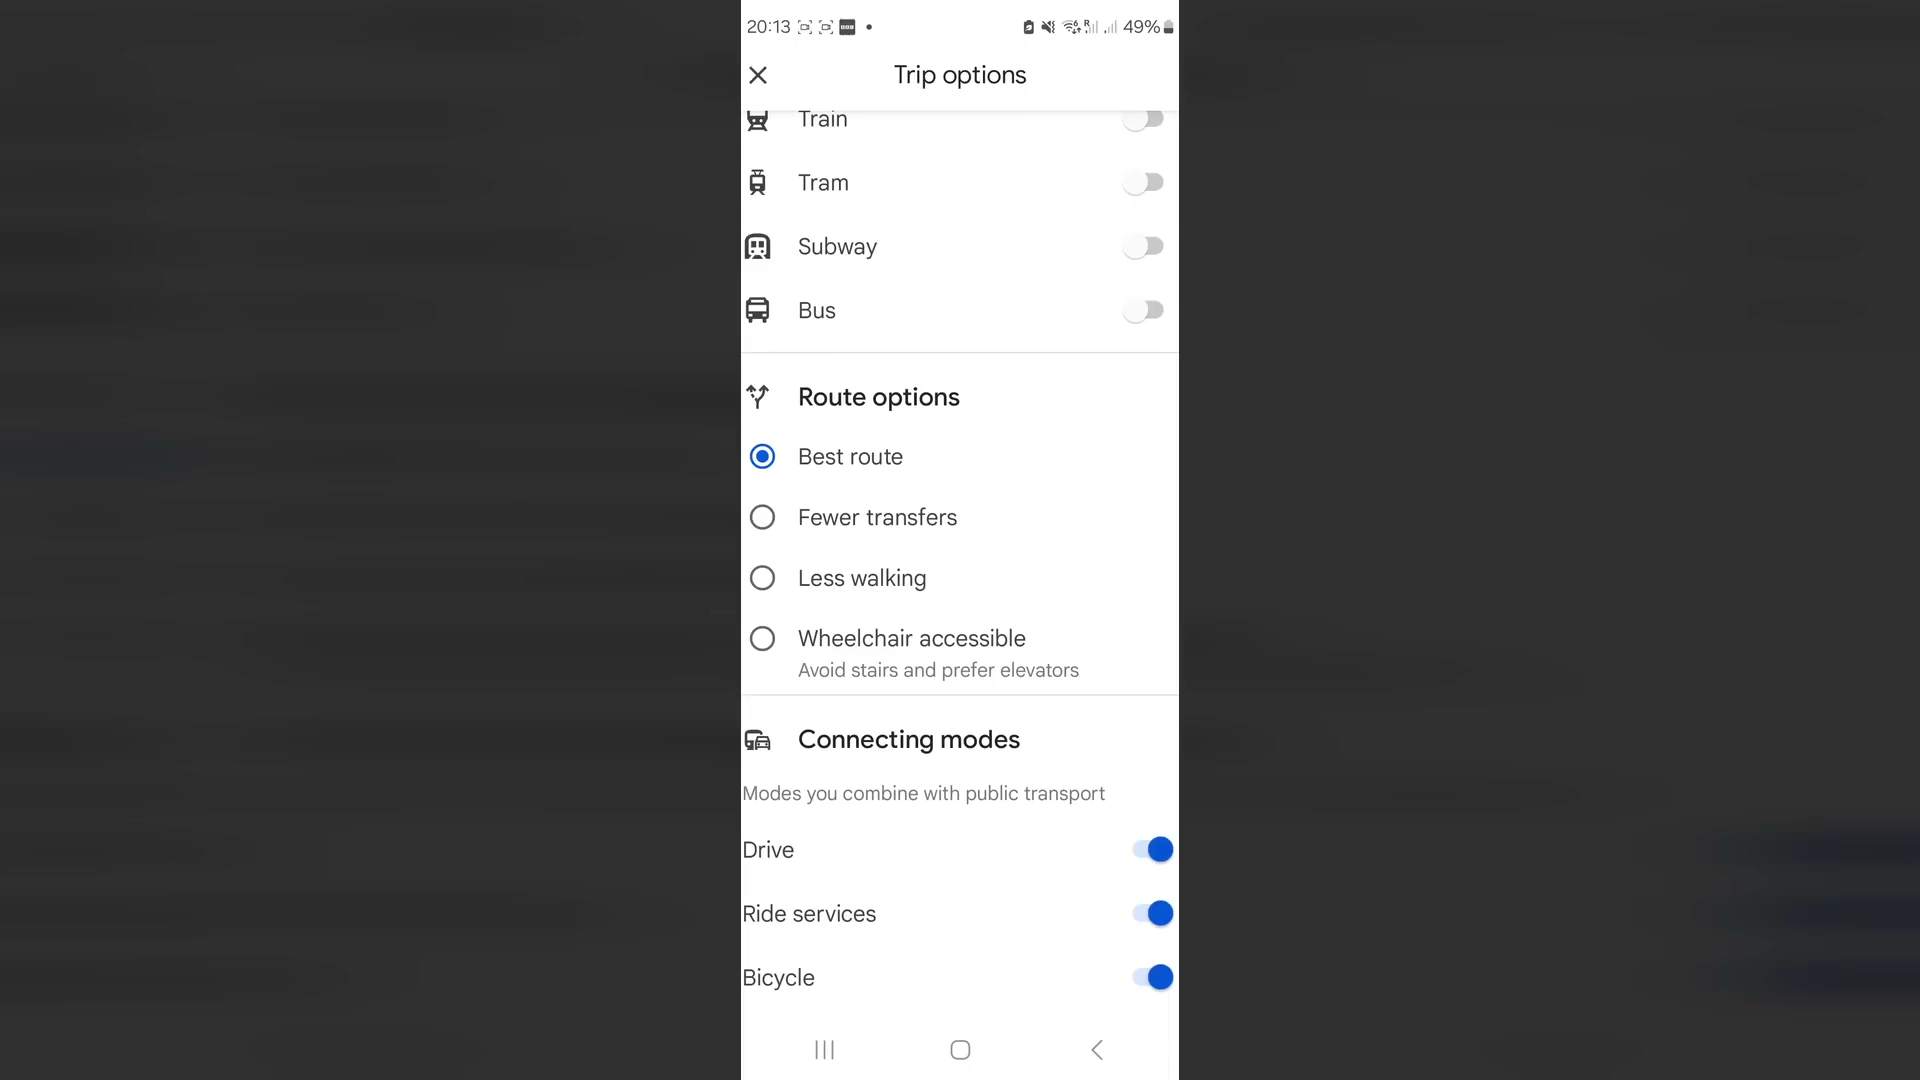 20:13 49%
Trip options
Train
Tram
Subway
Bus
Route options
Best route
Fewer transfers
Less walking
Wheelchair accessible
Avoid stairs and prefer elevators
Connecting modes
Modes you combine with public transport
Drive
Ride services
Bicycle